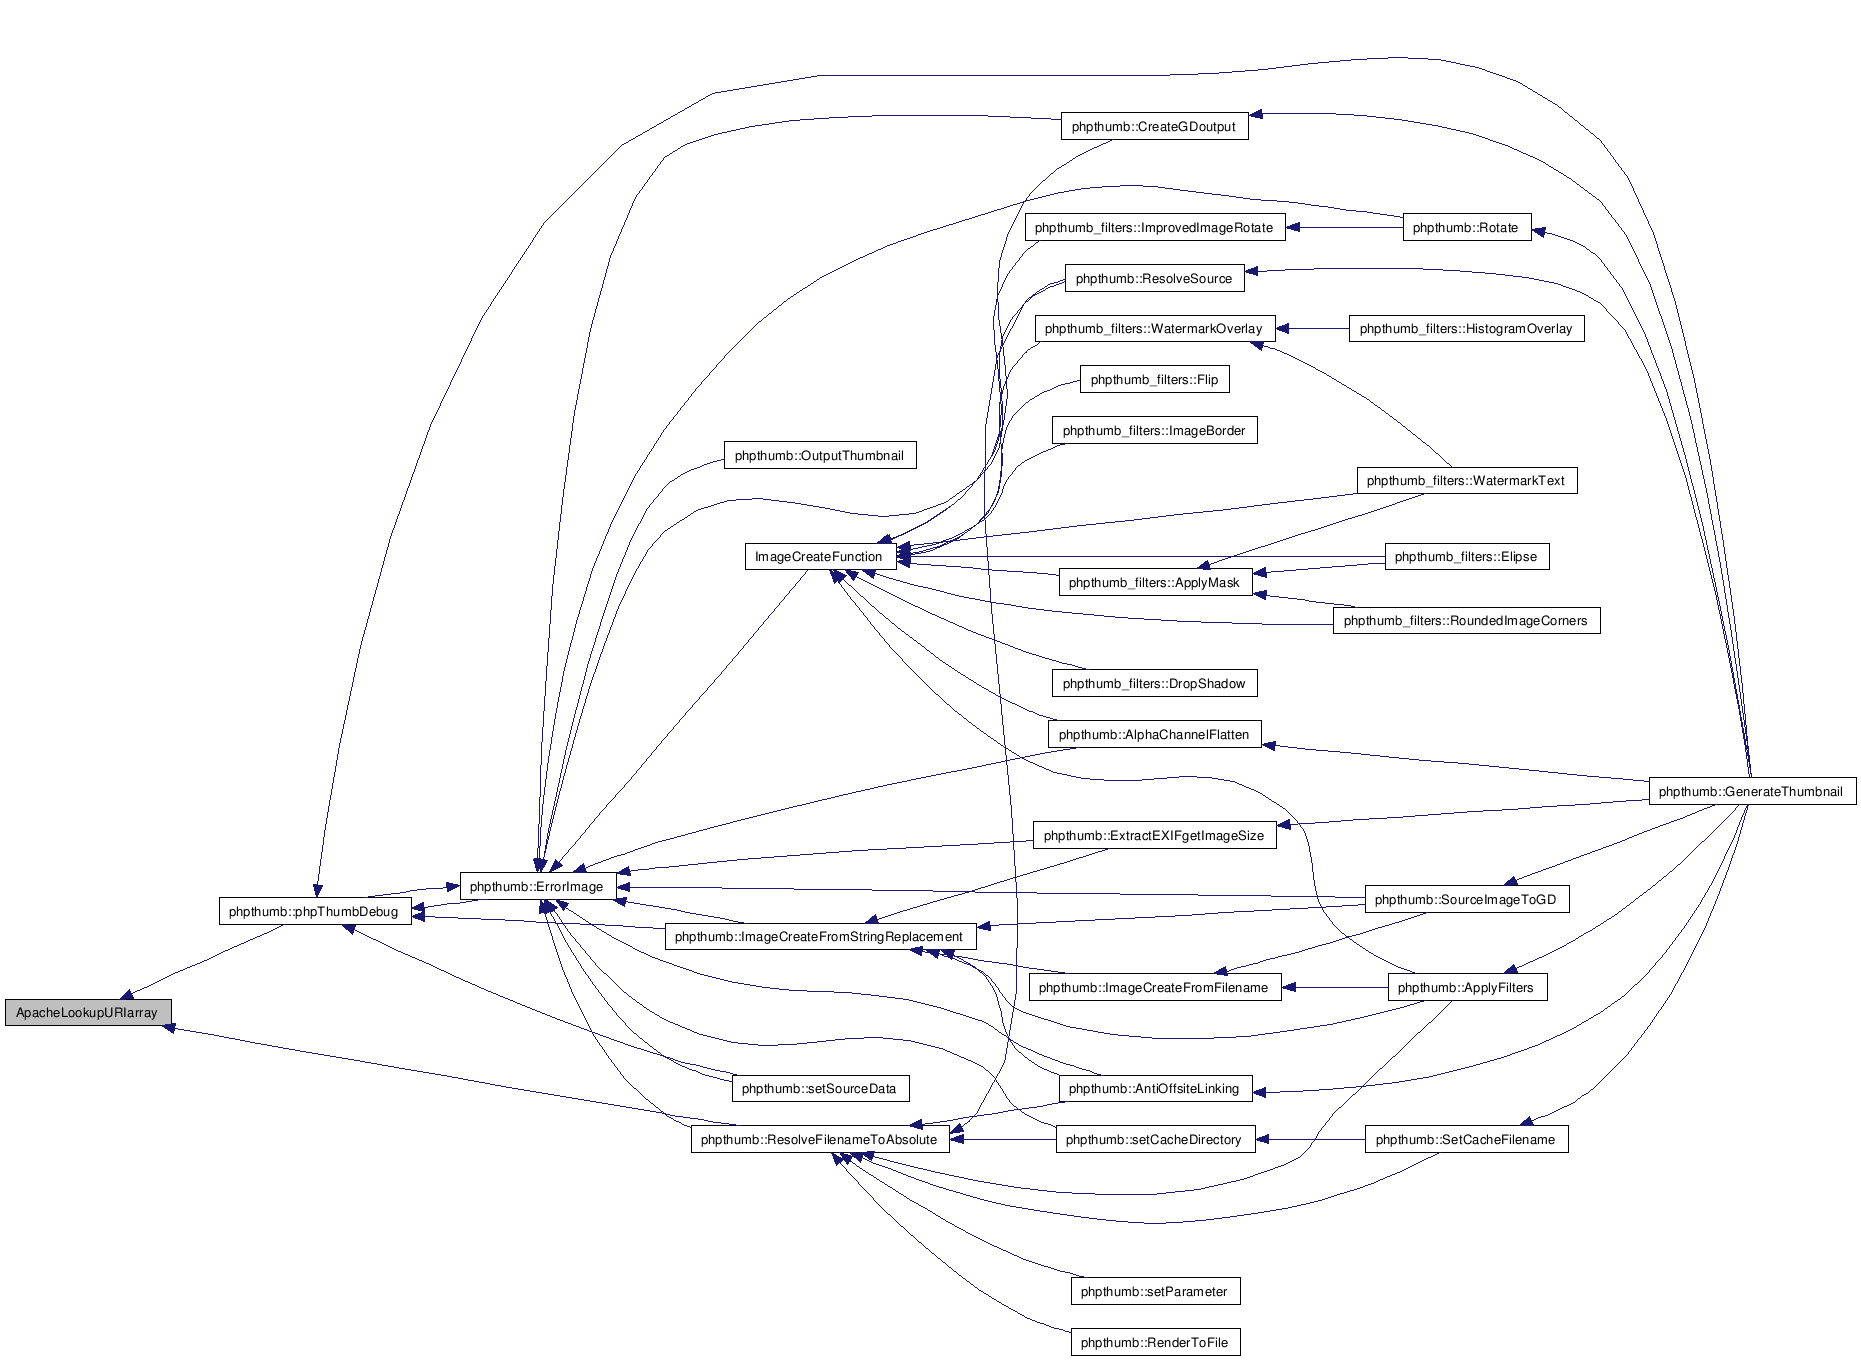 phpthumb::CreateGDoutput
phpthumb_filters::ImprovedImageRotate
phpthumb::Rotate
phpthumb::ResolveSource
phpthumb_filters::WatermarkOverlay
phpthumb_filters::HistogramOverlay
phpthumb_filters::Flip
phpthumb_filters::ImageBorder
phpthumb::OutputThumbnail
phpthumb_filters::WatermarkText
ImageCreateFunction
phpthumb_filters::Elipse
phpthumb_filters::ApplyMask
phpthumb_filters::RoundedImageCorners
phpthumb_filters::DropShadow
phpthumb::AlphaChannelFlatten
phpthumb::GenerateThumbnail
phpthumb::ExtractEXIFgetImageSize
phpthumb::ErrorImage
phpthumb::SourceImageToGD
phpthumb::phpThumbDebug
phpthumb::ImageCreateFromStringReplacement
phpthumb::ImageCreateFromFilename
phpthumb::ApplyFilters
ApacheLookupURIarray
phpthumb::setSourceData
phpthumb::AntiOffsiteLinking
phpthumb::ResolveFilenameToAbsolute
phpthumb::setCacheDirectory
phpthumb::SetCacheFilename
phpthumb::setParameter
phpthumb::RenderToFile